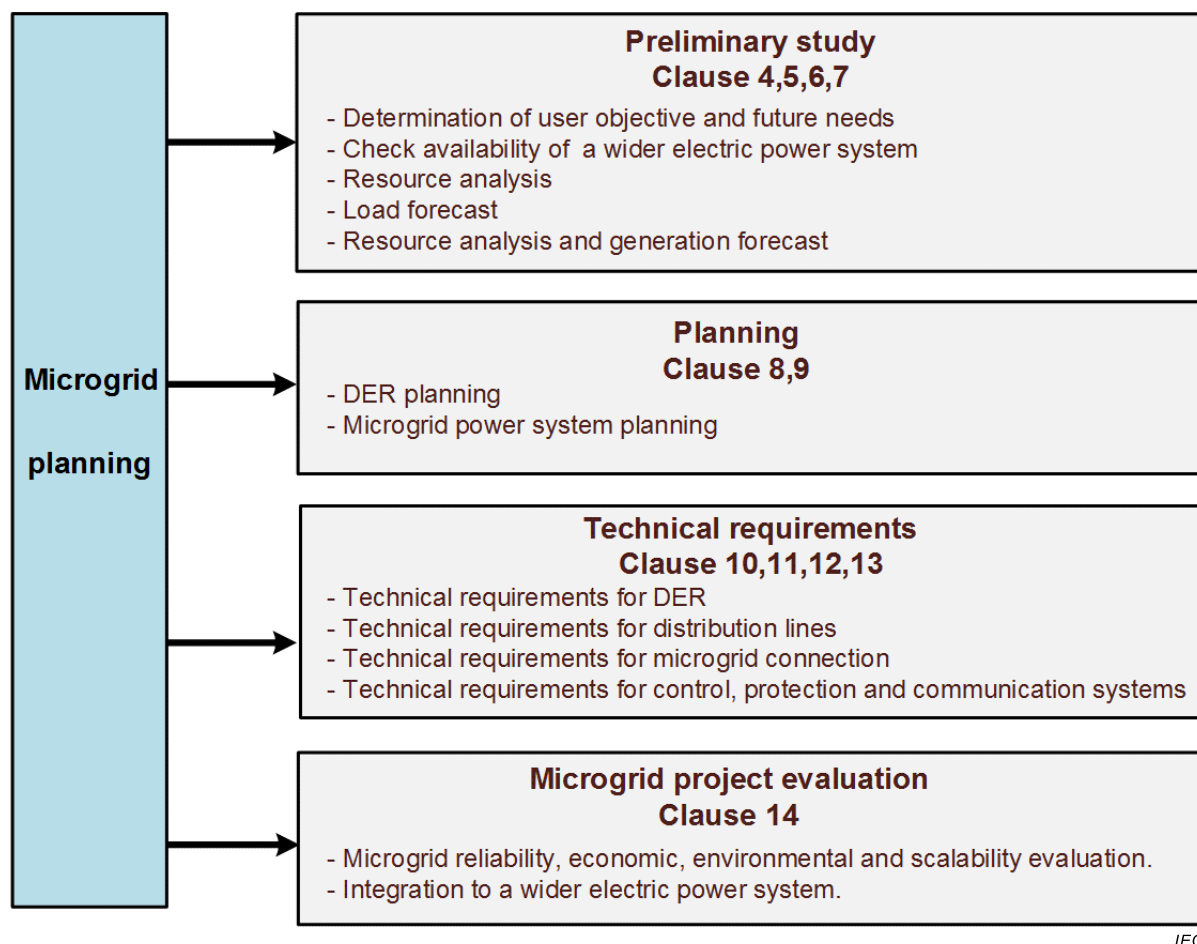 Microgrid
planning
Preliminary study
Clause 4,5,6,7
- Determination of user objective and future needs
- Check availability of a wider electric power system
- Resource analysis
- Load forecast
- Resource analysis and generation forecast
Planning
Clause 8,9
- DER planning
- Microgrid power system planning
Technical requirements
Clause 10,11,12,13
- Technical requirements for DER
- Technical requirements for distribution lines
- Technical requirements for microgrid connection
- Technical requirements for control, protection and communication systems
Microgrid project evaluation
Clause 14
- Microgrid reliability, economic, environmental and scalability evaluation.
- Integration to a wider electric power system.